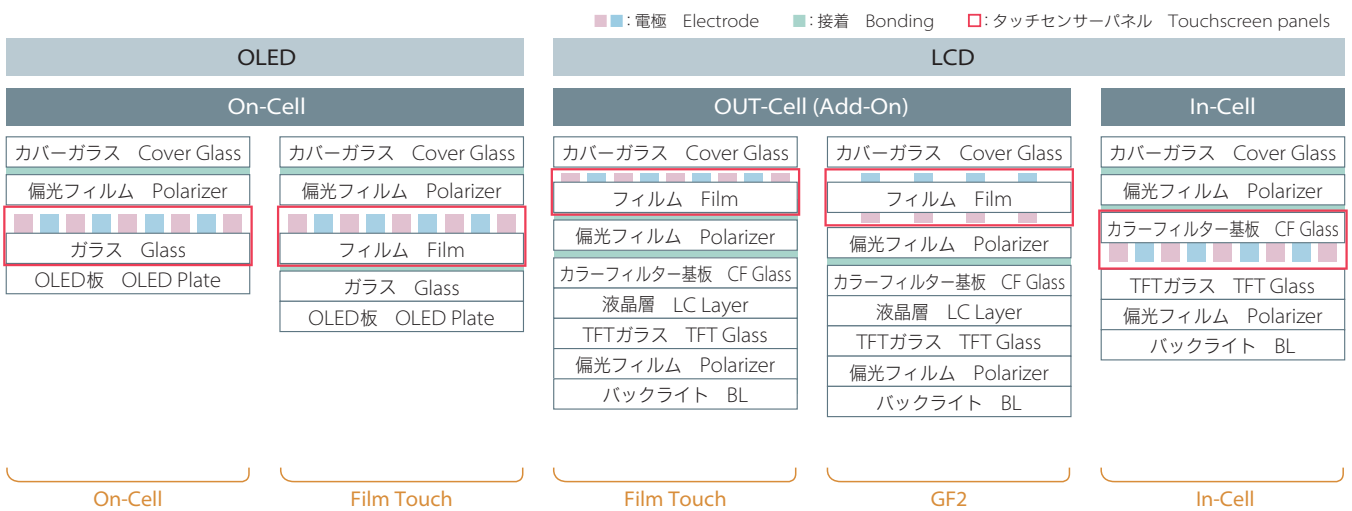 :電極 Electrode :接着 Bonding :タッチセンサーパネル Touchscreen panels
OLED
On-Cell
カバーガラス Cover Glass
偏光フィルム Polarizer
ガラス Glass
OLED板 OLED Plate
On-Cell
カバーガラス Cover Glass
偏光フィルム Polarizer
フィルム Film
ガラス Glass
OLED板 OLED Plate
Film Touch
LCD
OUT-Cell (Add-On)
カバーガラス Cover Glass
フィルム Film
偏光フィルム Polarizer
カラーフィルター基板 CF Glass
液晶層 LC Layer
TFTガラス TFT Glass
偏光フィルム Polarizer
バックライト BL
Film Touch
カバーガラス Cover Glass
フィルム Film
偏光フィルム Polarizer
カラーフィルター基板 CF Glass
液晶層 LC Layer
TFTガラス TFT Glass
偏光フィルム Polarizer
バックライト BL
GF2
In-Cell
カバーガラス Cover Glass
偏光フィルム Polarizer
カラーフィルター基板 CF Glass
TFTガラス TFT Glass
偏光フィルム Polarizer
バックライト BL
In-Cell